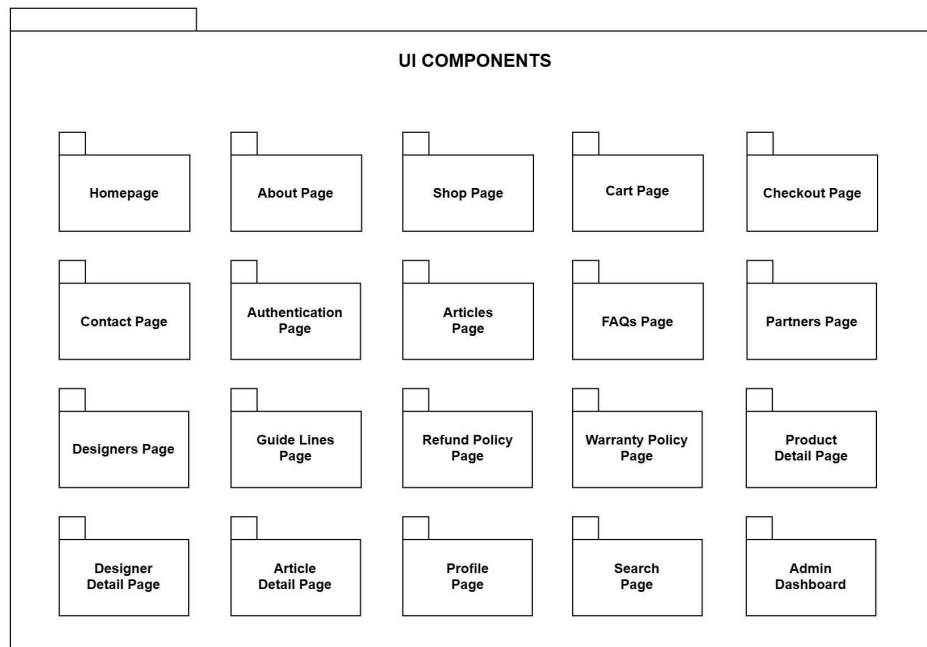 UI COMPONENTS
Homepage
About Page
Shop Page
Cart Page
Checkout Page
Contact Page
Authentication
Page
Articles
Page
FAQs Page
Partners Page
Designers Page
Guide Lines
Page
Refund Policy
Page
Warranty Policy
Page
Product
Detail Page
Designer
Detail Page
Article
Detail Page
Profile
Page
Search
Page
Admin
Dashboard